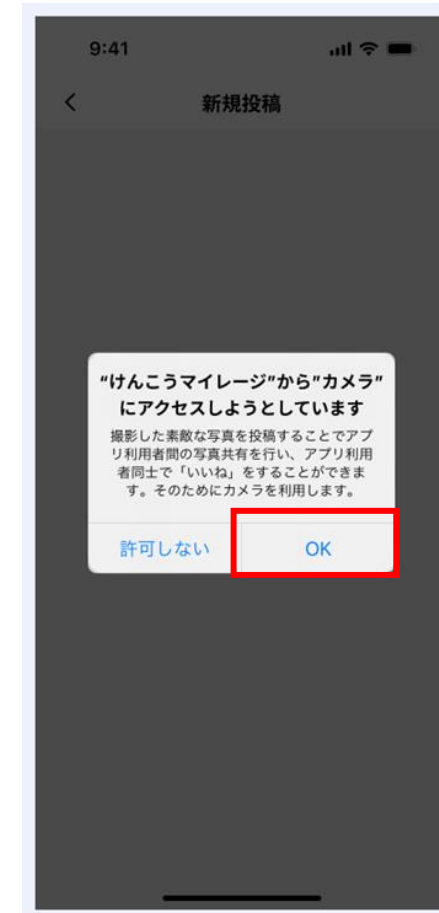 9:41
新規投稿
“けんこうマイレージ”から“カメラ”
にアクセスしようとしています
撮影した素敵な写真を投稿することでアプ
リ利用者間の写真共有を行い、アプリ利用
者同士で「いいね」をすることができま
す。そのためにカメラを利用します。
許可しない OK